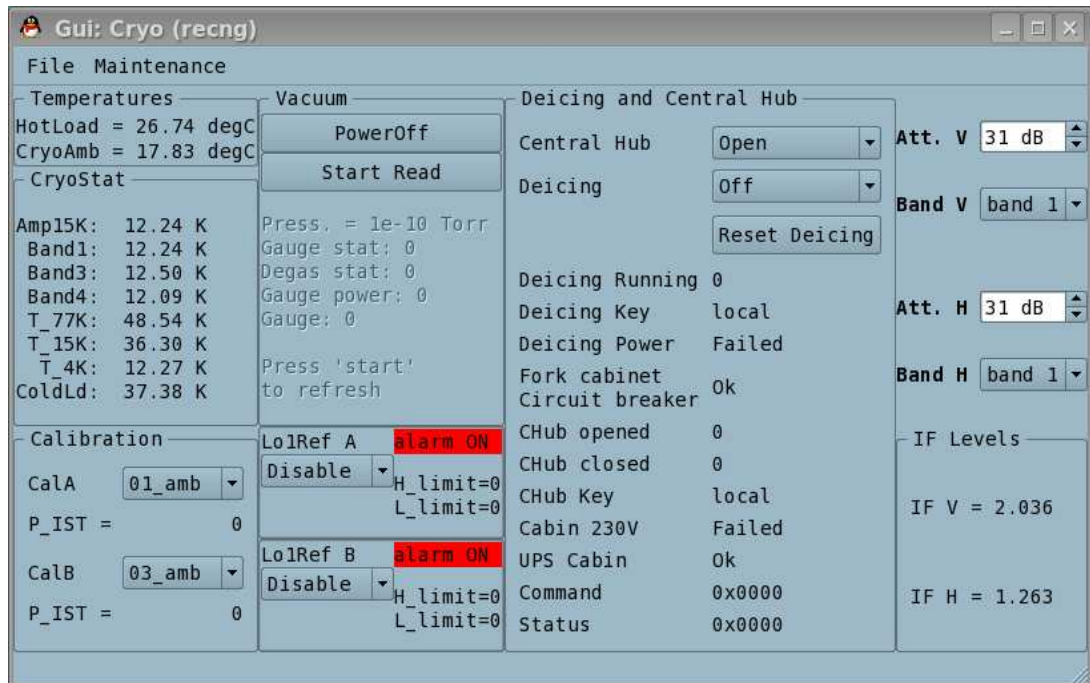 Gui: Cryo (recng)
File Maintenance
Temperatures
HotLoad = 26.74 degC
CryoAmb = 17.83 degC
CryoStat
Amp15K: 12.24 K
Band1: 12.24 K
Band3: 12.50 K
Band4: 12.09 K
T_77K: 48.54 K
T_15K: 36.30 K
T_4K: 12.27 K
ColdLd: 37.38 K
Calibration
CalA 01_amb
P_IST = 0
CalB 03_amb
P_IST = 0
Vacuum
PowerOff
Start Read
Press. = 1e-10 Torr
Gauge stat: 0
Degas stat: 0
Gauge power: 0
Gauge: 0
Press 'start'
to refresh
Lo1Ref A alarm ON
Disable
H_limit=0
L_limit=0
Lo1Ref B alarm ON
Disable
H_limit=0
L_limit=0
Deicing and Central Hub
Central Hub Open
Deicing Off
Reset Deicing
Deicing Running 0
Deicing Key local
Deicing Power Failed
Fork cabinet
Circuit breaker Ok
CHub opened 0
CHub closed 0
CHub Key local
Cabin 230V Failed
UPS Cabin Ok
Command 0x0000
Status 0x0000
Att. V 31 dB
Band V band 1
Att. H 31 dB
Band H band 1
IF Levels
IF V = 2.036
IF H = 1.263